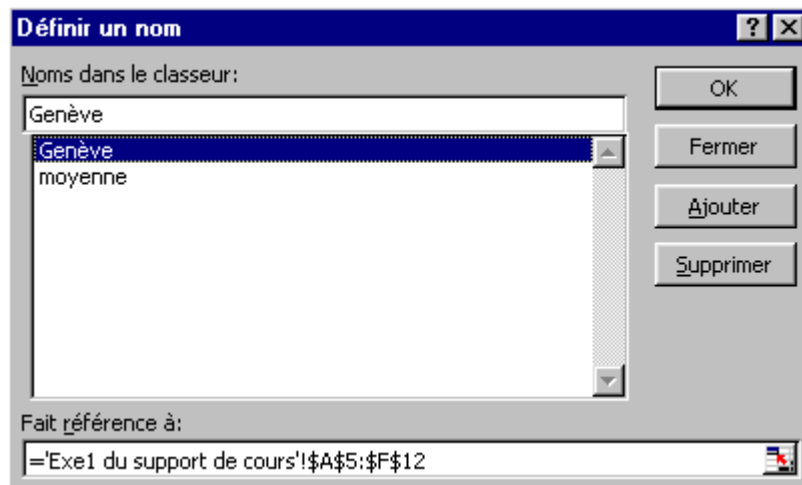 Définir un nom
Noms dans le classeur:
Genève
Genève
moyenne
OK
Fermer
Ajouter
Supprimer
Fait référence à:
='Exe1 du support de cours'!$A$5:$F$12